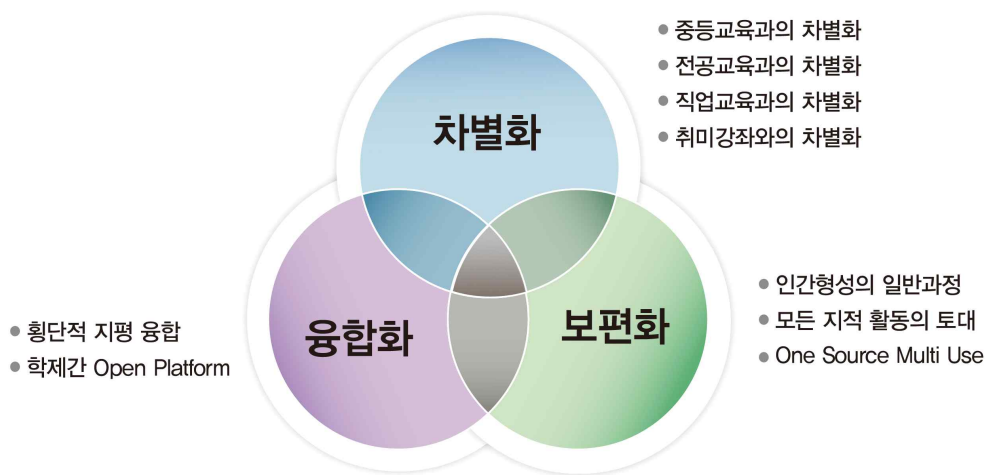 차별화
• 중등교육과의 차별화
• 전공교육과의 차별화
• 직업교육과의 차별화
• 취미강좌와의 차별화
융합화
• 횡단적 지평 융합
• 학제간 Open Platform
보편화
• 인간형성의 일반과정
• 모든 지적 활동의 토대
• One Source Multi Use